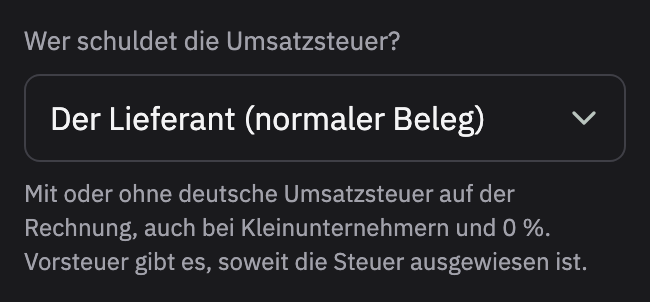 Wer schuldet die Umsatzsteuer?
Der Lieferant (normaler Beleg)
Mit oder ohne deutsche Umsatzsteuer auf der
Rechnung, auch bei Kleinunternehmern und 0 %.
Vorsteuer gibt es, soweit die Steuer ausgewiesen ist.